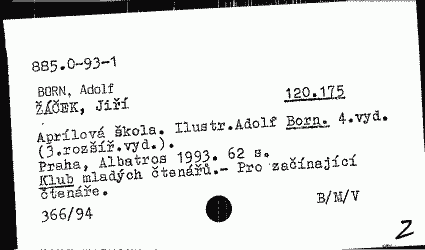 885.0-93-1
BORN, Adolf
ŽÁČEK, Jiří
120.175
Aprílová škola. Ilustr.Adolf Born. 4.vyd.
(3.rozšíř.vyd.).
Praha, Albatros 1993. 62 s.
Klub mladých čtenářů.- Pro začínající
čtenáře.
366/94
B/M/V
2